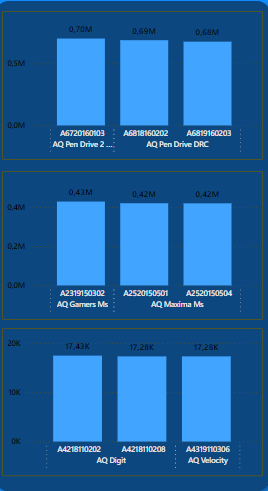 0,70M 0,69M 0,68M
0,5M
0,0M
A6720160103 A6818160202 A6819160203
AQ Pen Drive 2 ... AQ Pen Drive DRC
0,43M 0,42M 0,42M
0,4M
0,2M
0,0M
A2319150302 A2520150501 A2520150504
AQ Gamers Ms AQ Maxima Ms
20K
17,43K 17,28K 17,28K
10K
0K
A4218110202 A4218110208 A4319110306
AQ Digit AQ Velocity